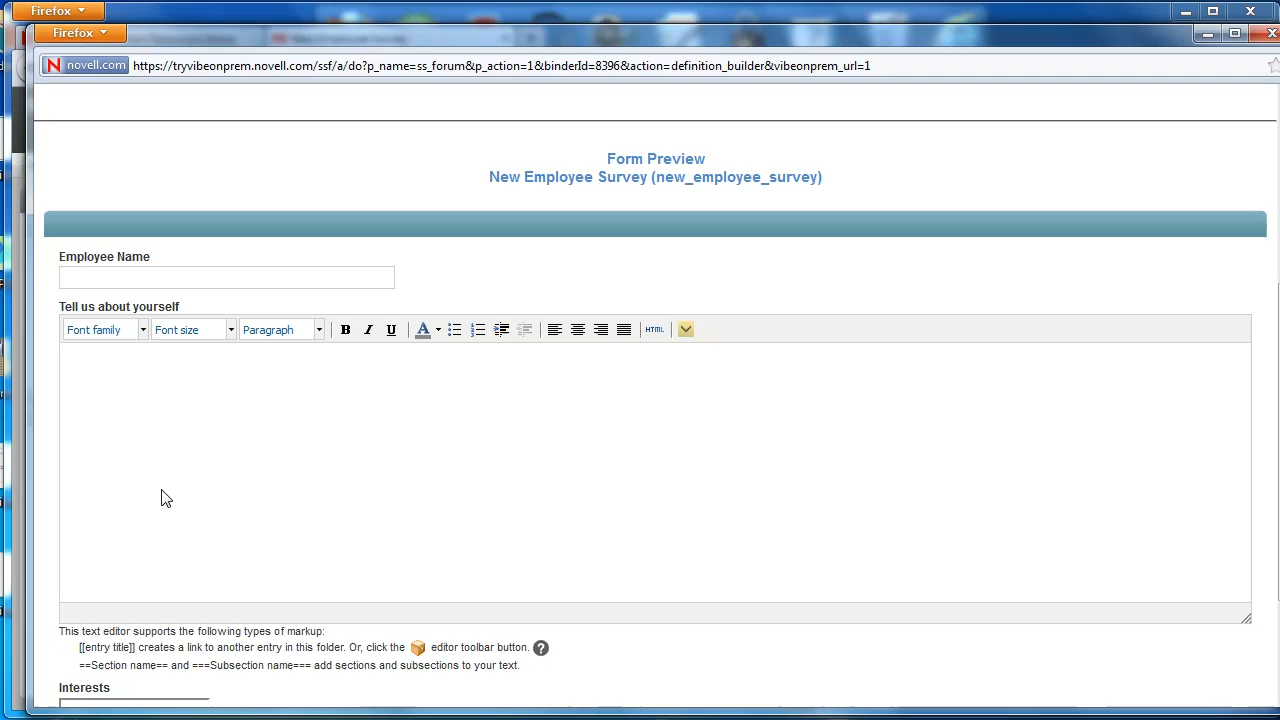 Firefox
Firefox
novell.com https://tryvibeonprem.novell.com/ssf/a/do?p_name=ss_forum&p_action=1&binderId=8396&action=definition_builder&vibeonprem_url=1
Form Preview
New Employee Survey (new_employee_survey)
Employee Name
Tell us about yourself
Font family Font size Paragraph B I U A HTML
This text editor supports the following types of markup:
[[entry title]] creates a link to another entry in this folder. Or, click the editor toolbar button. ?
==Section name== and ===Subsection name=== add sections and subsections to your text.
Interests